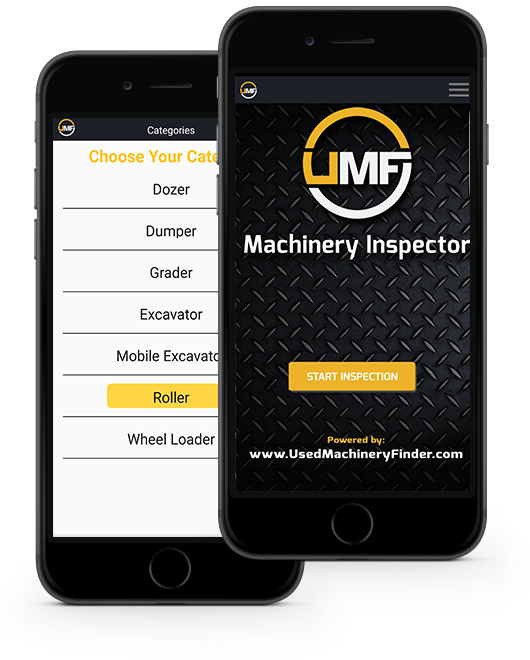 UMF
Categories
Choose Your Cate
Dozer
Dumper
Grader
Excavator
Mobile Excavato
Roller
Wheel Loader
UMF
UMF
Machinery Inspector
START INSPECTION
Powered by:
www.UsedMachineryFinder.com